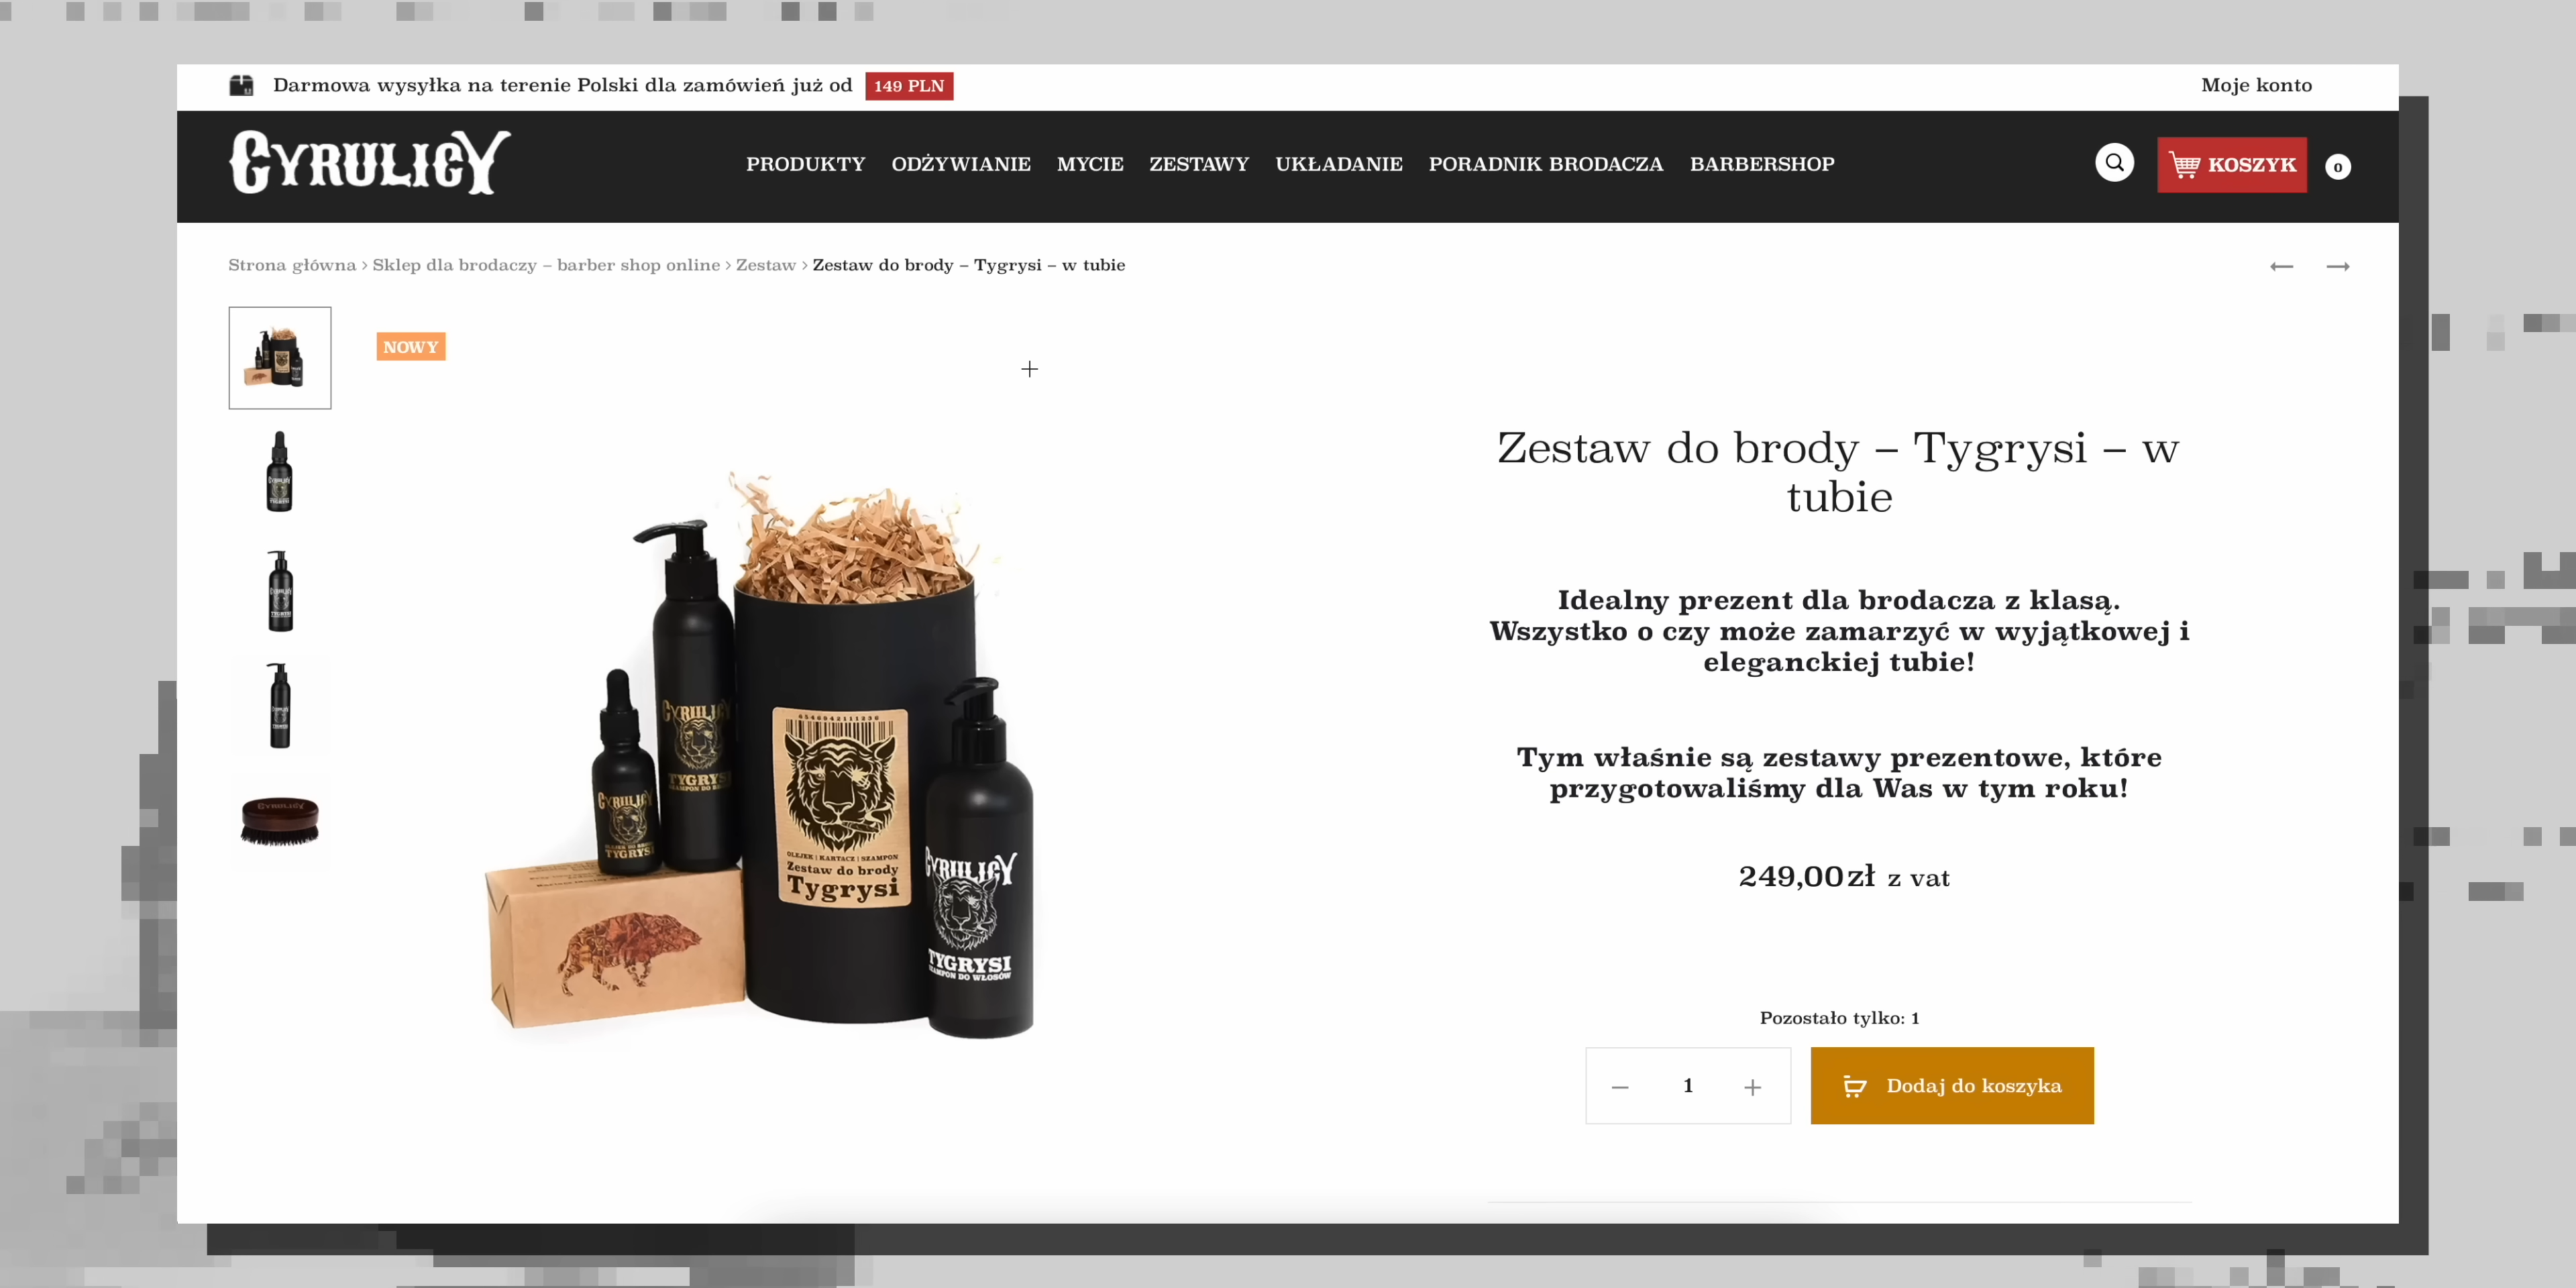 Darmowa wysyłka na terenie Polski dla zamówień już od 149 PLN
Moje konto
CYRULICY
PRODUKTY ODŻYWIANIE MYCIE ZESTAWY UKŁADANIE PORADNIK BRODACZA BARBERSHOP
KOSZYK 0
Strona główna › Sklep dla brodaczy – barber shop online › Zestaw › Zestaw do brody – Tygrysi – w tubie
NOWY
Zestaw do brody – Tygrysi – w
tubie
Idealny prezent dla brodacza z klasą.
Wszystko o czy może zamarzyć w wyjątkowej i
eleganckiej tubie!
Tym właśnie są zestawy prezentowe, które
przygotowaliśmy dla Was w tym roku!
249,00zł z vat
Pozostało tylko: 1
− 1 +
Dodaj do koszyka
CYRULICY
TYGRYSI
SZAMPON DO BRODY
CYRULICY
OLEJEK DO BRODY
TYGRYSI
OLEJEK | KARTACZ | SZAMPON
Zestaw do brody
Tygrysi
CYRULICY
TYGRYSI
SZAMPON DO WŁOSÓW
CYRULICY